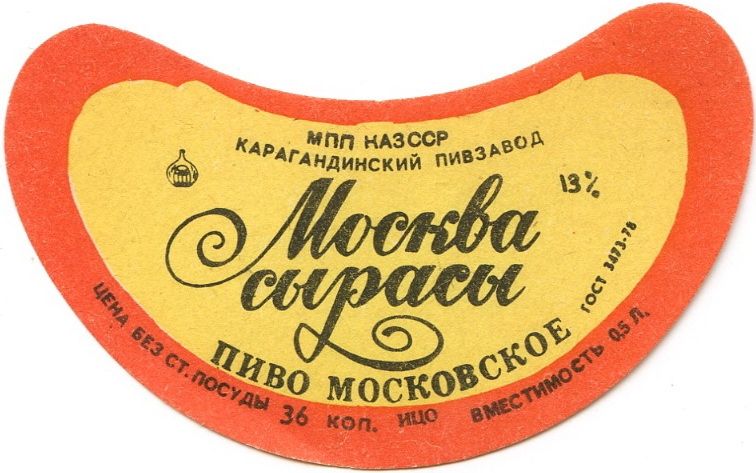 МПП КАЗССР
КАРАГАНДИНСКИЙ ПИВЗАВОД
13%
Москва
сырасы
ПИВО МОСКОВСКОЕ
ГОСТ 3473-78
ЦЕНА БЕЗ СТ. ПОСУДЫ 36 КОП. ИЦО ВМЕСТИМОСТЬ 0,5 Л.